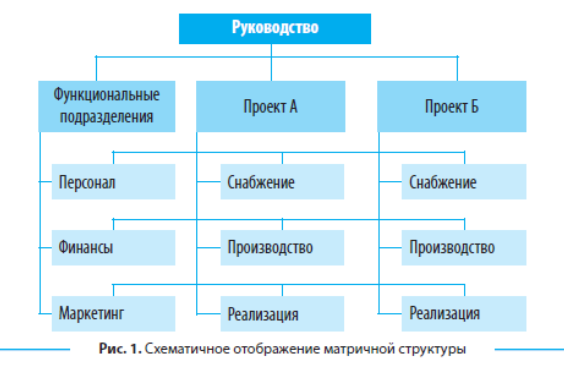 Руководство
Функциональные
подразделения
Проект А
Проект Б
Персонал
Снабжение
Снабжение
Финансы
Производство
Производство
Маркетинг
Реализация
Реализация
Рис. 1. Схематичное отображение матричной структуры